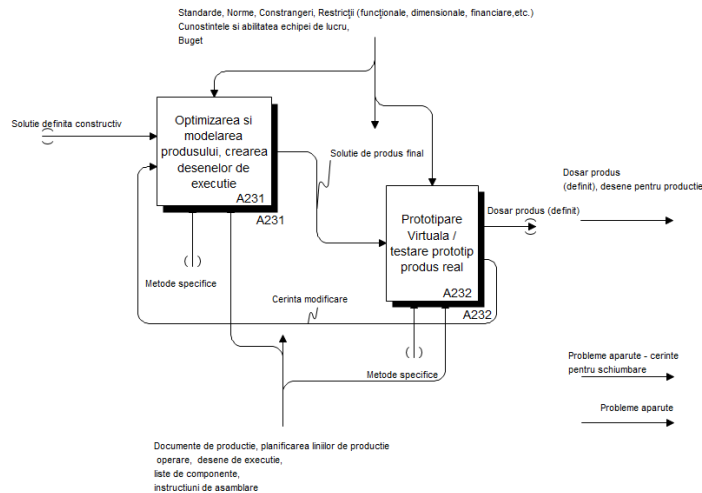 Standarde, Norme, Constrangeri, Restricții (funcționale, dimensionale, financiare,etc.)
Cunostintele si abilitatea echipei de lucru,
Buget
Solutie definita constructiv
Optimizarea si
modelarea
produsului, crearea
desenelor de
executie
A231
A231
Solutie de produs final
Dosar produs
(definit), desene pentru productie
Dosar produs (definit)
Prototipare
Virtuala /
testare prototip
produs real
A232
A232
Metode specifice
Cerinta modificare
Metode specifice
Probleme aparute - cerinte
pentru schiumbare
Probleme aparute
Documente de productie, planificarea liniilor de productie
operare, desene de executie,
liste de componente,
instructiuni de asamblare